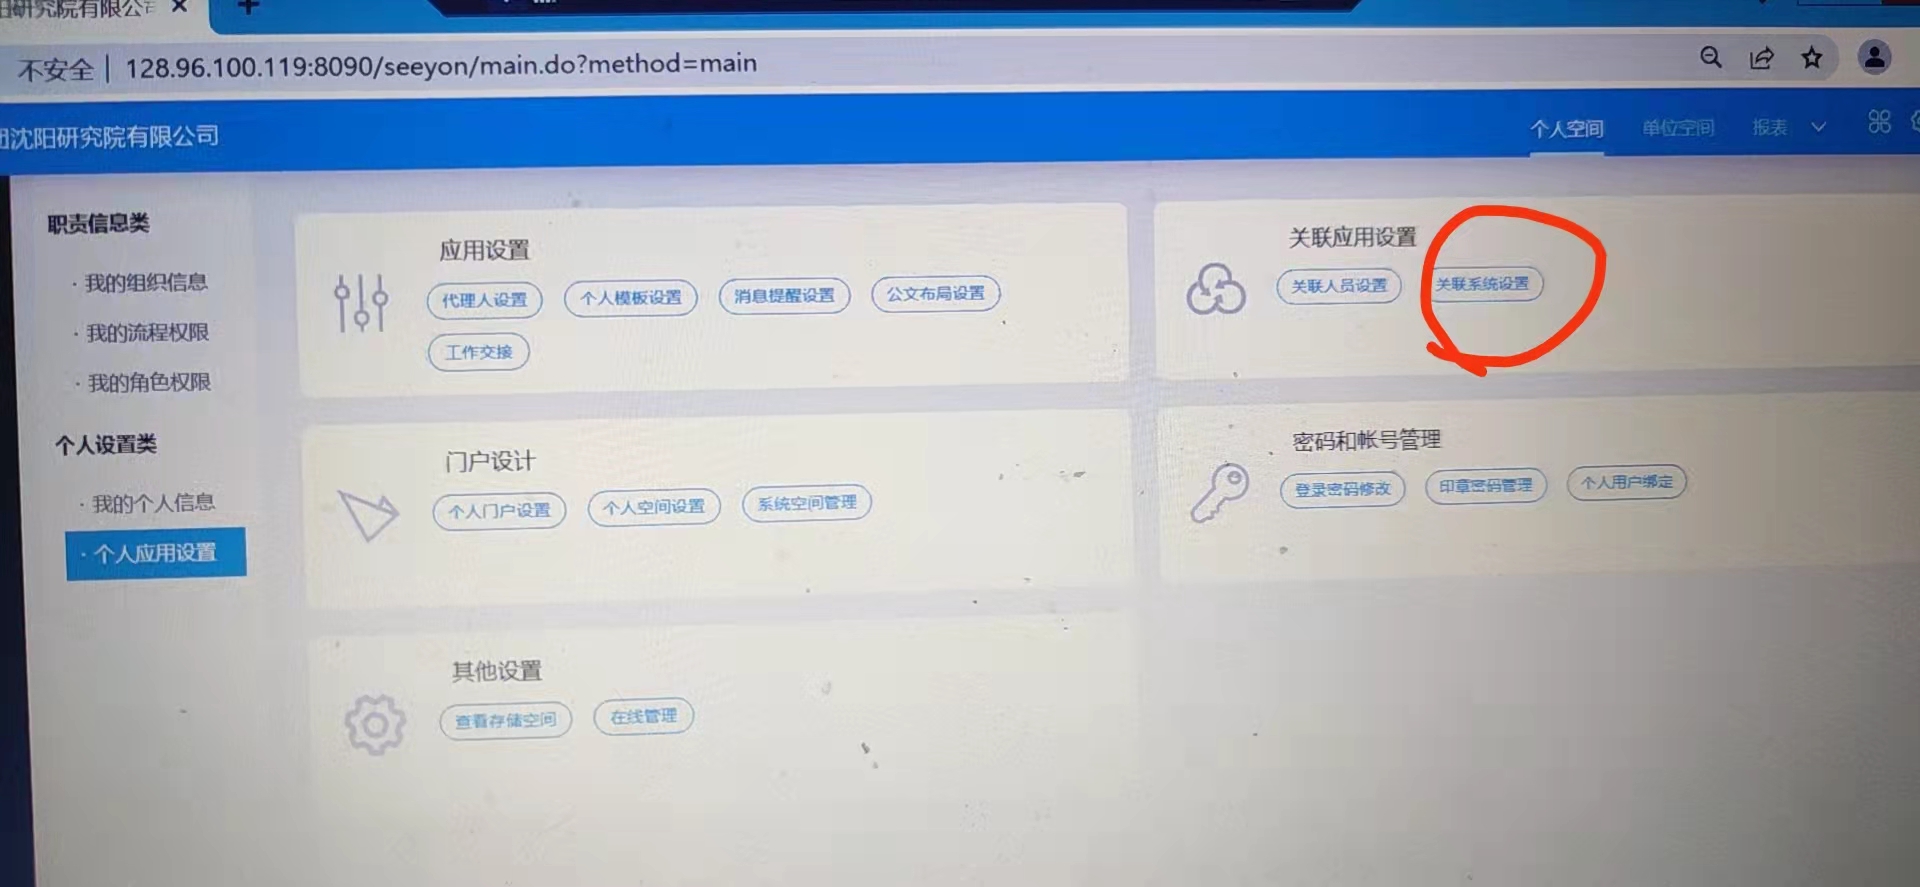 阳研究院有限公
不安全 128.96.100.119:8090/seeyon/main.do?method=main
沈阳研究院有限公司
个人空间 单位空间 报表
职责信息类
· 我的组织信息
· 我的流程权限
· 我的角色权限
个人设置类
· 我的个人信息
· 个人应用设置
应用设置
代理人设置 个人模板设置 消息提醒设置 公文布局设置
工作交接
关联应用设置
关联人员设置 关联系统设置
门户设计
个人门户设置 个人空间设置 系统空间管理
密码和帐号管理
登录密码修改 印章密码管理 个人用户绑定
其他设置
查看存储空间 在线管理